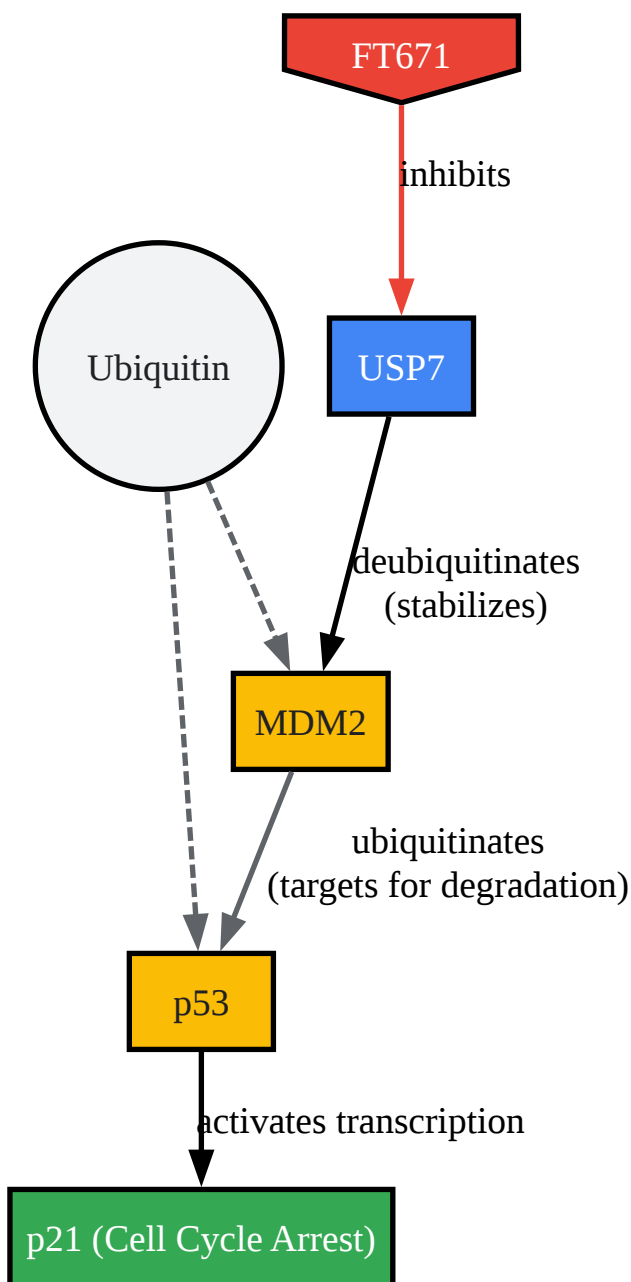 FT671
inhibits
Ubiquitin
USP7
deubiquitinates
(stabilizes)
MDM2
ubiquitinates
(targets for degradation)
p53
activates transcription
p21 (Cell Cycle Arrest)